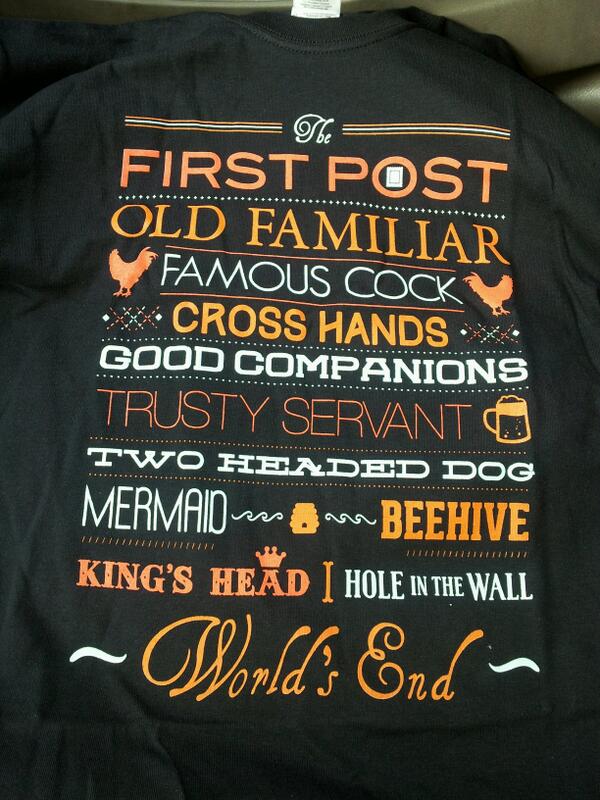 The
FIRST POST
OLD FAMILIAR
FAMOUS COCK
CROSS HANDS
GOOD COMPANIONS
TRUSTY SERVANT
TWO HEADED DOG
MERMAID BEEHIVE
KING'S HEAD HOLE IN THE WALL
World's End